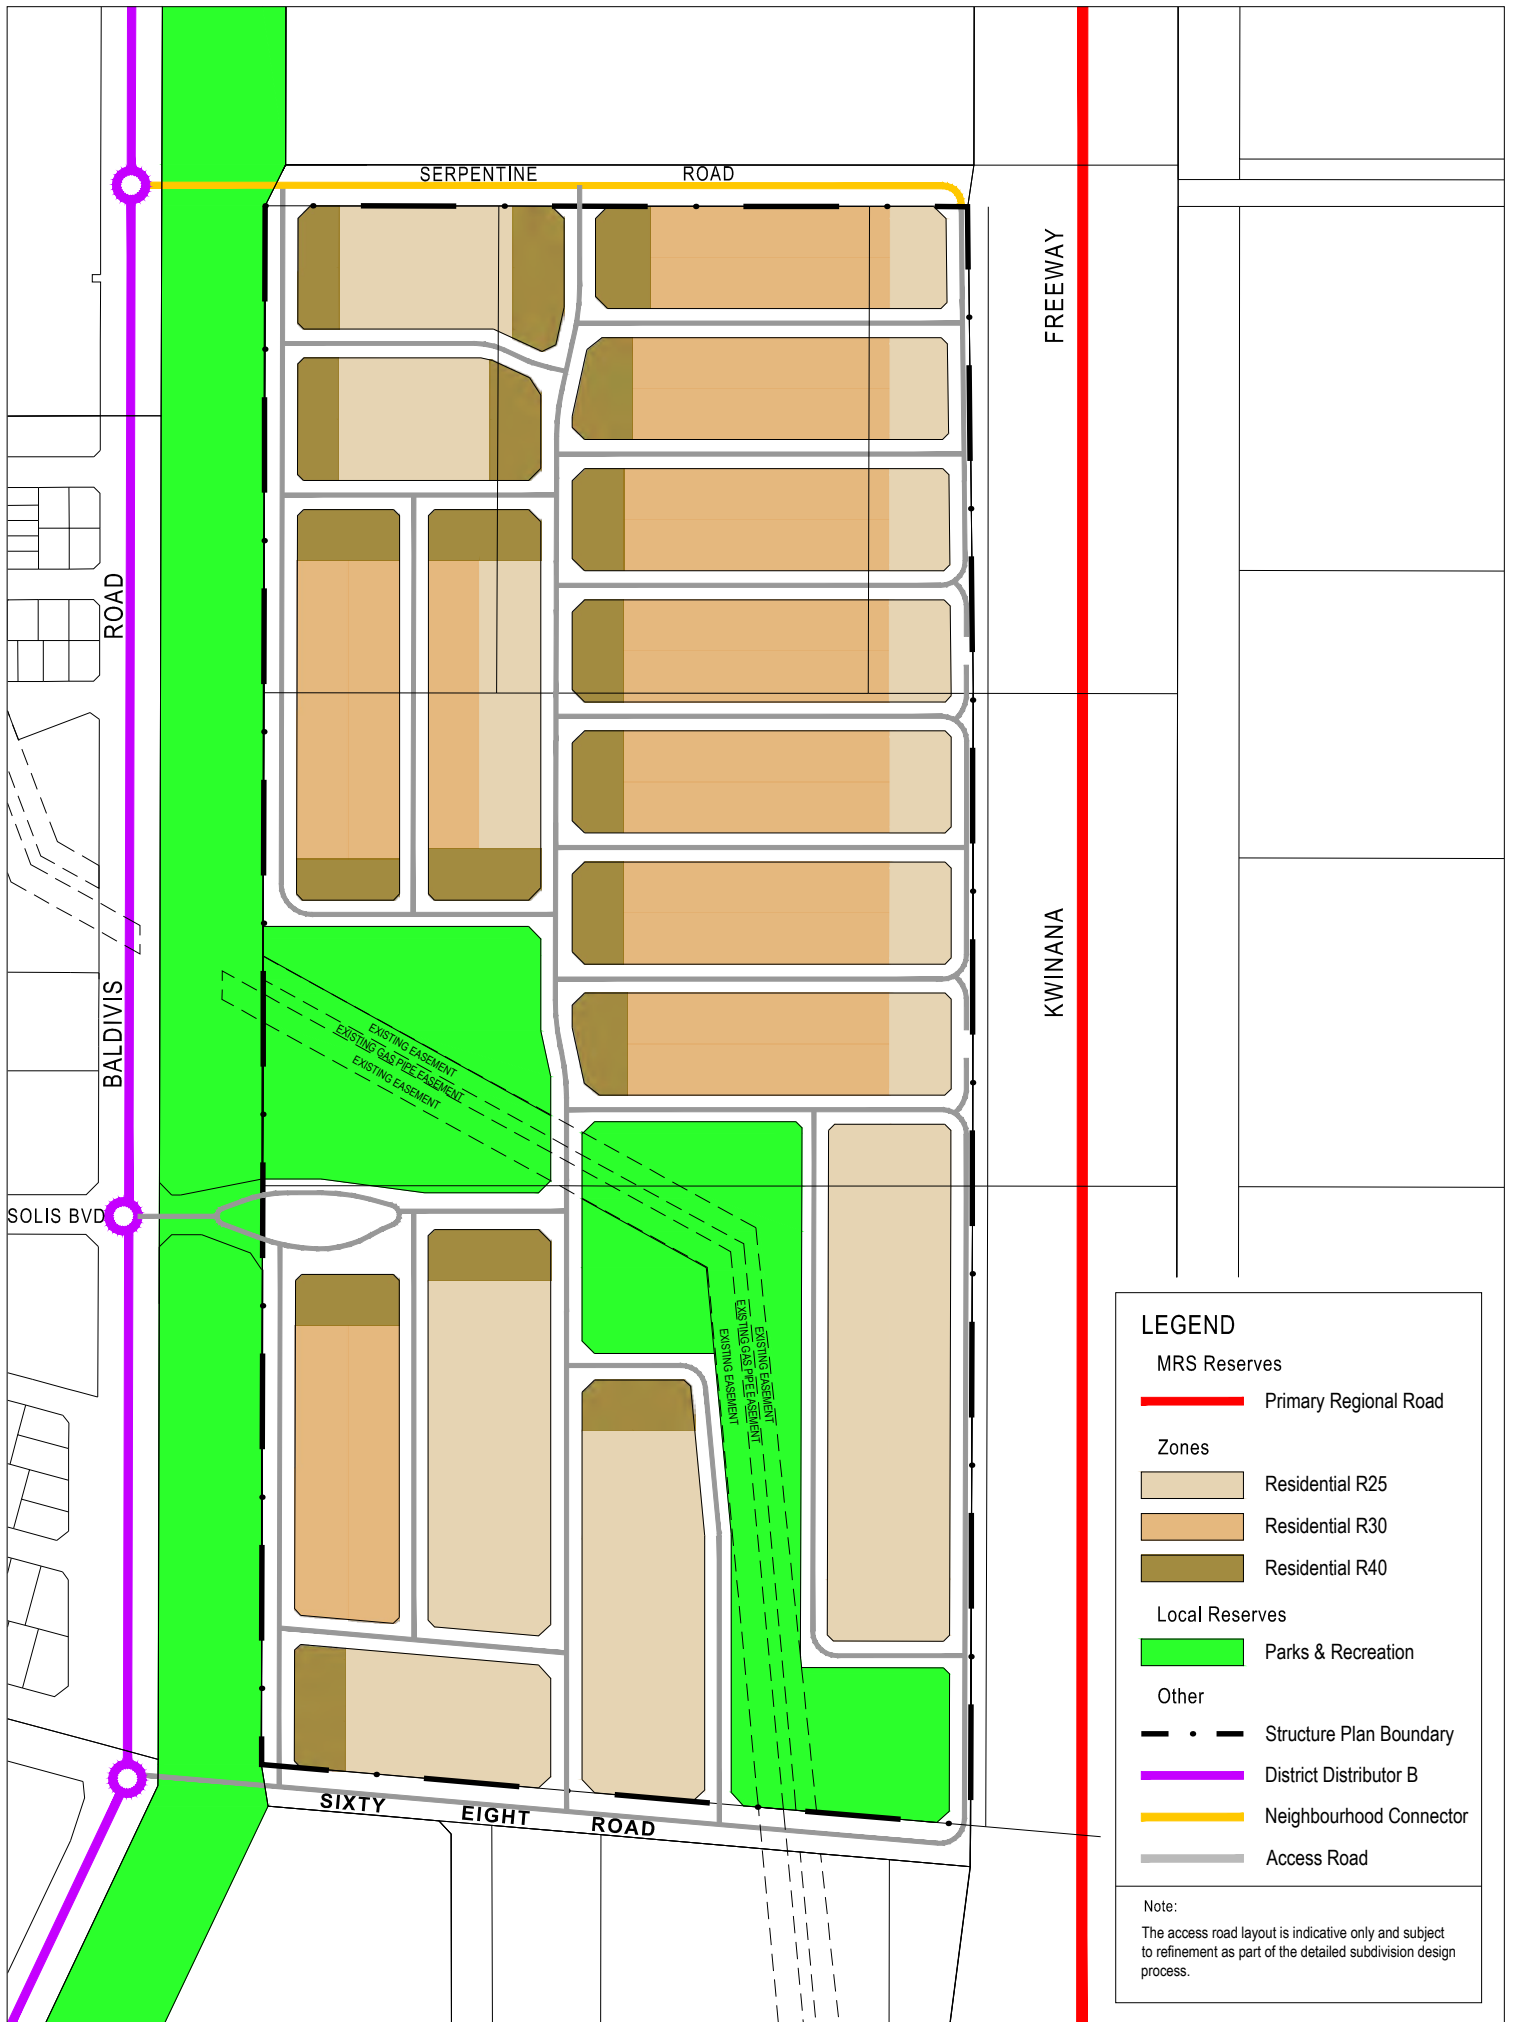 SERPENTINE ROAD
FREEWAY
ROAD
KWINANA
BALDIVIS
EXISTING EASEMENT
EXISTING GAS PIPE EASEMENT
EXISTING EASEMENT
SOLIS BVD
EXISTING EASEMENT
EXISTING GAS PIPE EASEMENT
EXISTING EASEMENT
SIXTY EIGHT ROAD
LEGEND
MRS Reserves
Primary Regional Road
Zones
Residential R25
Residential R30
Residential R40
Local Reserves
Parks & Recreation
Other
Structure Plan Boundary
District Distributor B
Neighbourhood Connector
Access Road
Note:
The access road layout is indicative only and subject
to refinement as part of the detailed subdivision design
process.